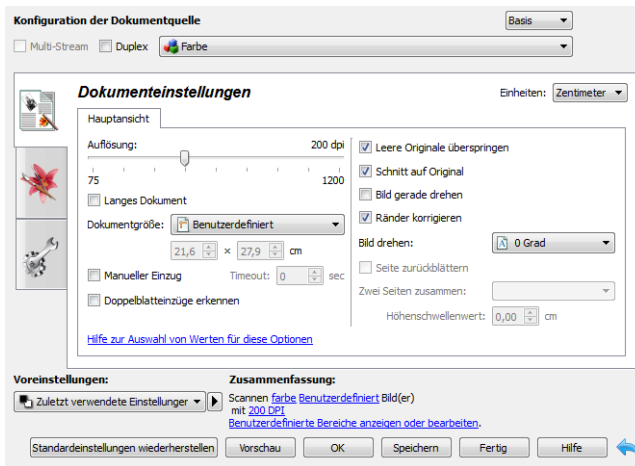 Konfiguration der Dokumentquelle
Basis
Multi-Stream
Duplex
Farbe
Dokumenteinstellungen
Einheiten: Zentimeter
Hauptansicht
Auflösung: 200 dpi
75 1200
Langes Dokument
Dokumentgröße: Benutzerdefiniert
21,6 × 27,9 cm
Manueller Einzug Timeout: 0 sec
Doppelblatteinzüge erkennen
Hilfe zur Auswahl von Werten für diese Optionen
Leere Originale überspringen
Schnitt auf Original
Bild gerade drehen
Ränder korrigieren
Bild drehen: 0 Grad
Seite zurückblättern
Zwei Seiten zusammen:
Höhenschwellenwert: 0,00 cm
Voreinstellungen:
Zuletzt verwendete Einstellunger
Zusammenfassung:
Scannen farbe Benutzerdefiniert Bild(er)
mit 200 DPI
Benutzerdefinierte Bereiche anzeigen oder bearbeiten.
Standardeinstellungen wiederherstellen Vorschau OK Speichern Fertig Hilfe